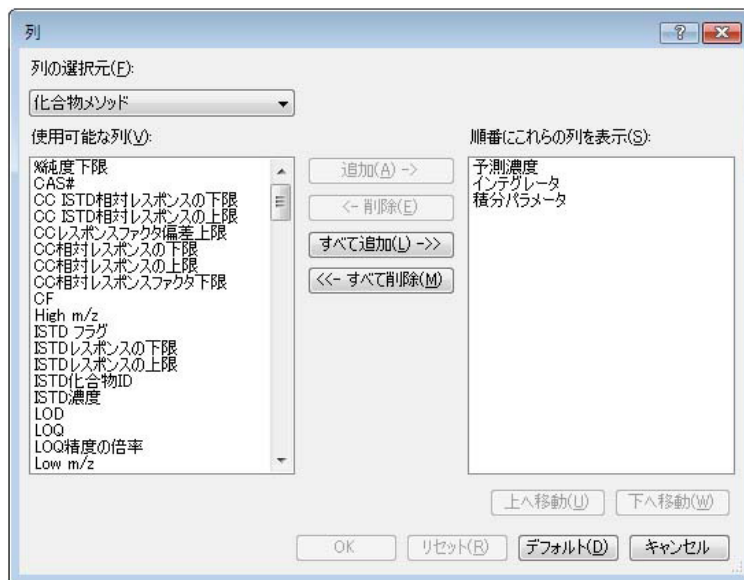 列
列の選択元(F):
化合物メソッド
使用可能な列(V):
%純度下限
CAS#
CC ISTD相対レスポンスの下限
CC ISTD相対レスポンスの上限
CCレスポンスファクタ偏差上限
CC相対レスポンスの下限
CC相対レスポンスの上限
CC相対レスポンスファクタ下限
CF
High m/z
ISTD フラグ
ISTDレスポンスの下限
ISTDレスポンスの上限
ISTD化合物ID
ISTD濃度
LOD
LOQ
LOQ精度の倍率
Low m/z
追加(A) ->
<- 削除(E)
すべて追加(L) ->>
<<- すべて削除(M)
順番にこれらの列を表示(S):
予測濃度
インテグレータ
積分パラメータ
上へ移動(U)
下へ移動(W)
OK
リセット(R)
デフォルト(D)
キャンセル